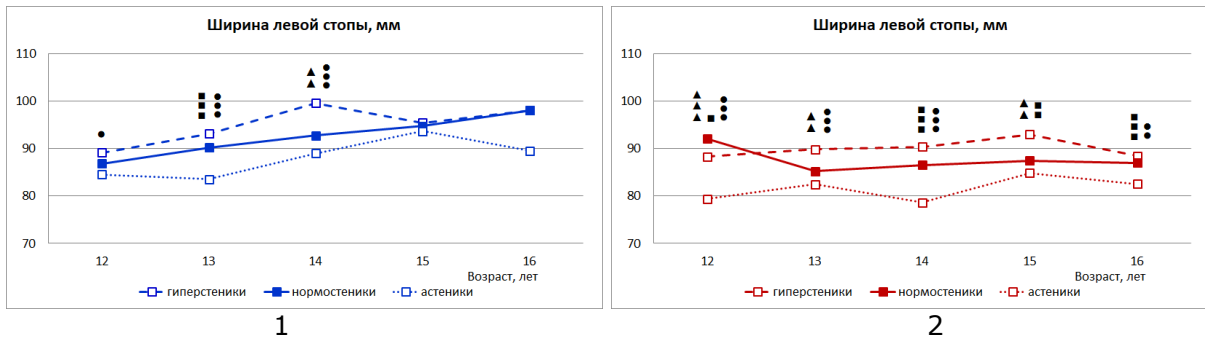 Ширина левой стопы, мм
110
100
90
80
70
12 13 14 15 16
Возраст, лет
гиперстеники нормостеники астеники
1
Ширина левой стопы, мм
110
100
90
80
70
12 13 14 15 16
Возраст, лет
гиперстеники нормостеники астеники
2